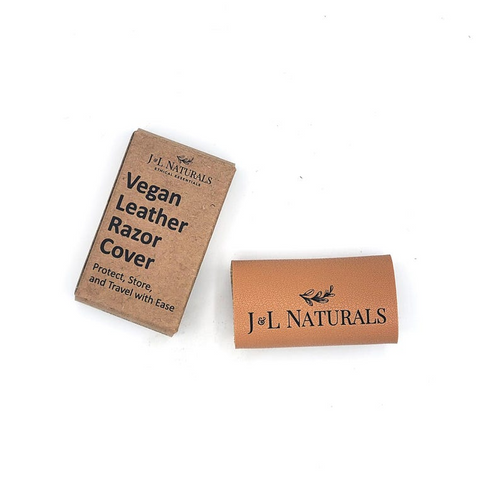 J&L NATURALS
ETHICAL ESSENTIALS
Vegan
Leather
Razor
Cover
Protect, Store,
and Travel with Ease
J&L NATURALS